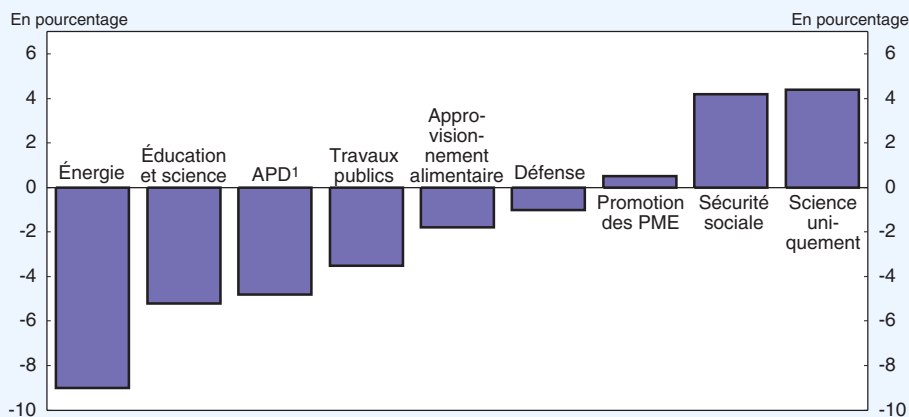 En pourcentage
En pourcentage
6
6
4
4
2
2
0
0
-2
-2
-4
-4
-6
-6
-8
-8
-10
-10
Énergie
Éducation
et science
APD1
Travaux
publics
Appro-
vision-
nement
alimentaire
Défense
Promotion
des PME
Sécurité
sociale
Science
uni-
quement